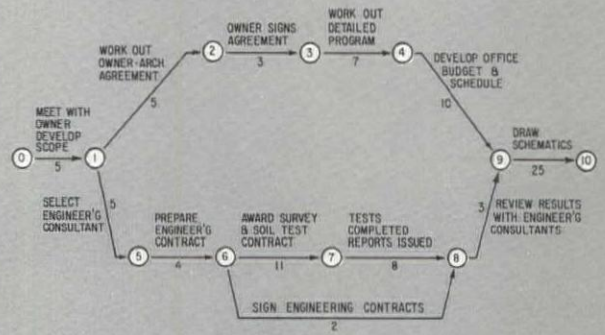 WORK OUT
OWNER-ARCH.
AGREEMENT
5
2
OWNER SIGNS
AGREEMENT
3
3
WORK OUT
DETAILED
PROGRAM
7
4
DEVELOP OFFICE
BUDGET &
SCHEDULE
10
MEET WITH
OWNER
DEVELOP
SCOPE
5
0
1
9
DRAW
SCHEMATICS
25
10
SELECT
ENGINEER'G
CONSULTANT
5
5
PREPARE
ENGINEER'G
CONTRACT
4
6
AWARD SURVEY
& SOIL TEST
CONTRACT
11
7
TESTS
COMPLETED
REPORTS ISSUED
8
8
3
REVIEW RESULTS
WITH ENGINEER'G
CONSULTANTS
SIGN ENGINEERING CONTRACTS
2